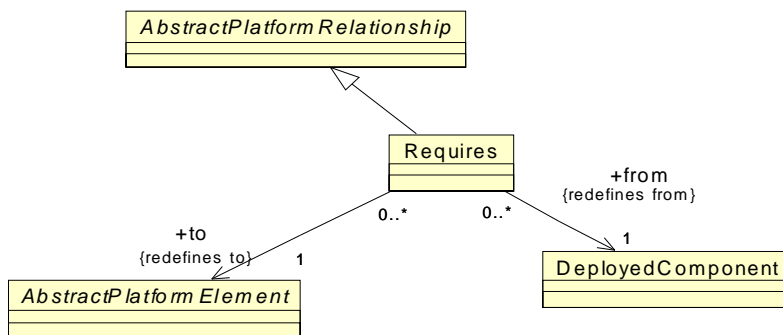 AbstractPlatformRelationship
Requires
+from
{redefines from}
0..*
0..*
+to
{redefines to}
1
1
DeployedComponent
AbstractPlatformElement